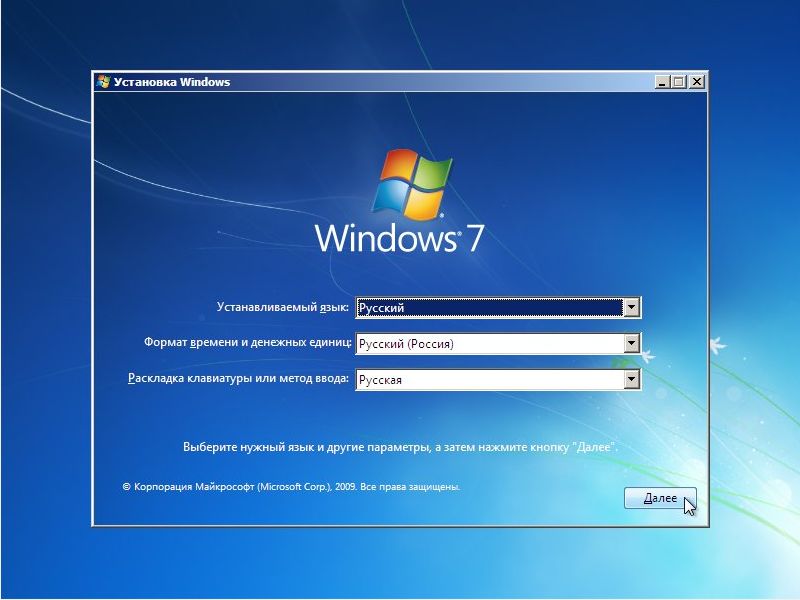 Установка Windows
Windows® 7
Устанавливаемый язык: Русский
Формат времени и денежных единиц: Русский (Россия)
Раскладка клавиатуры или метод ввода: Русская
Выберите нужный язык и другие параметры, а затем нажмите кнопку "Далее".
© Корпорация Майкрософт (Microsoft Corp.), 2009. Все права защищены.
Далее